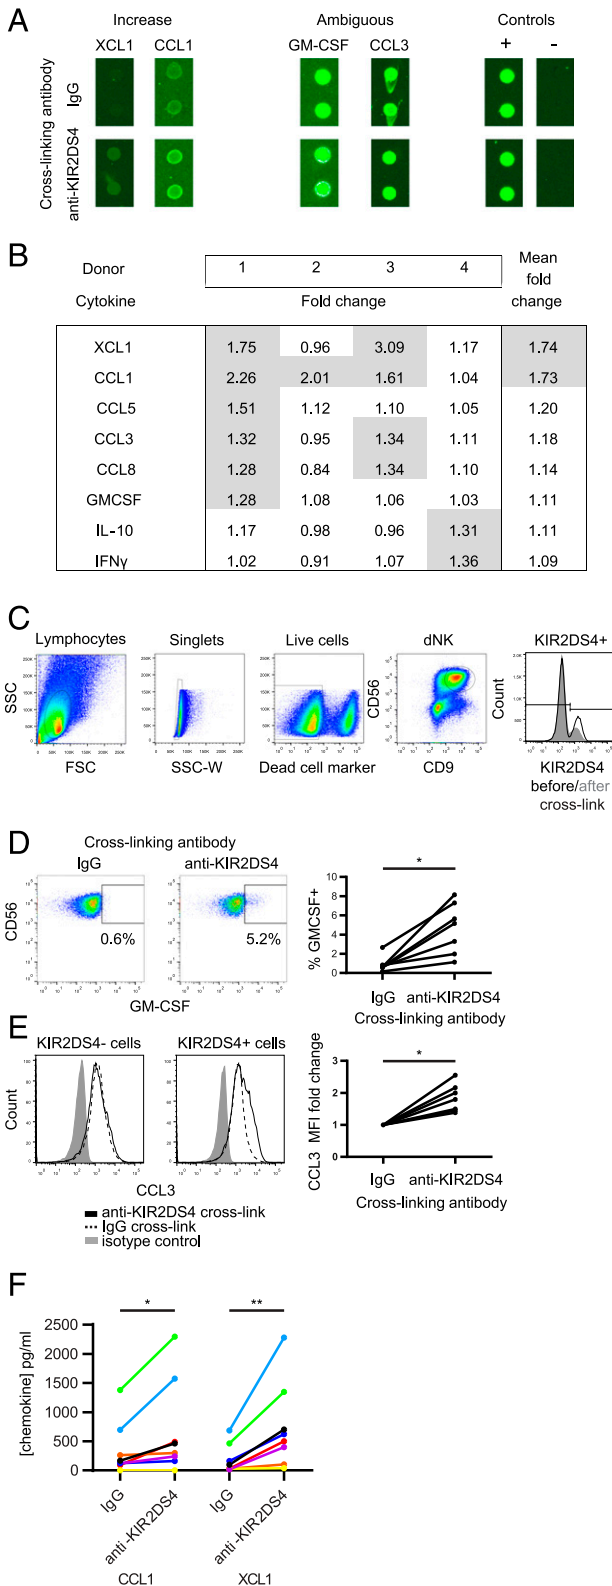 A
Increase
Ambiguous
Controls
XCL1 CCL1
GM-CSF CCL3
+ -
Cross-linking antibody
IgG
anti-KIR2DS4
B
Donor 1 2 3 4 Mean fold change
Cytokine Fold change
XCL1 1.75 0.96 3.09 1.17 1.74
CCL1 2.26 2.01 1.61 1.04 1.73
CCL5 1.51 1.12 1.10 1.05 1.20
CCL3 1.32 0.95 1.34 1.11 1.18
CCL8 1.28 0.84 1.34 1.10 1.14
GMCSF 1.28 1.08 1.06 1.03 1.11
IL-10 1.17 0.98 0.96 1.31 1.11
IFNγ 1.02 0.91 1.07 1.36 1.09
C
Lymphocytes Singlets Live cells dNK KIR2DS4+
SSC
CD56
Count
FSC SSC-W Dead cell marker CD9 KIR2DS4
before/after
cross-link
D
Cross-linking antibody
IgG anti-KIR2DS4
CD56
0.6% 5.2%
GM-CSF
% GMCSF+
10
8
6
4
2
0
*
IgG anti-KIR2DS4
Cross-linking antibody
E
KIR2DS4- cells KIR2DS4+ cells
Count
CCL3
anti-KIR2DS4 cross-link
IgG cross-link
isotype control
CCL3 MFI fold change
3
2
1
0
*
IgG anti-KIR2DS4
Cross-linking antibody
F
[chemokine] pg/ml
2500
2000
1500
1000
500
0
* **
IgG anti-KIR2DS4 IgG anti-KIR2DS4
CCL1 XCL1